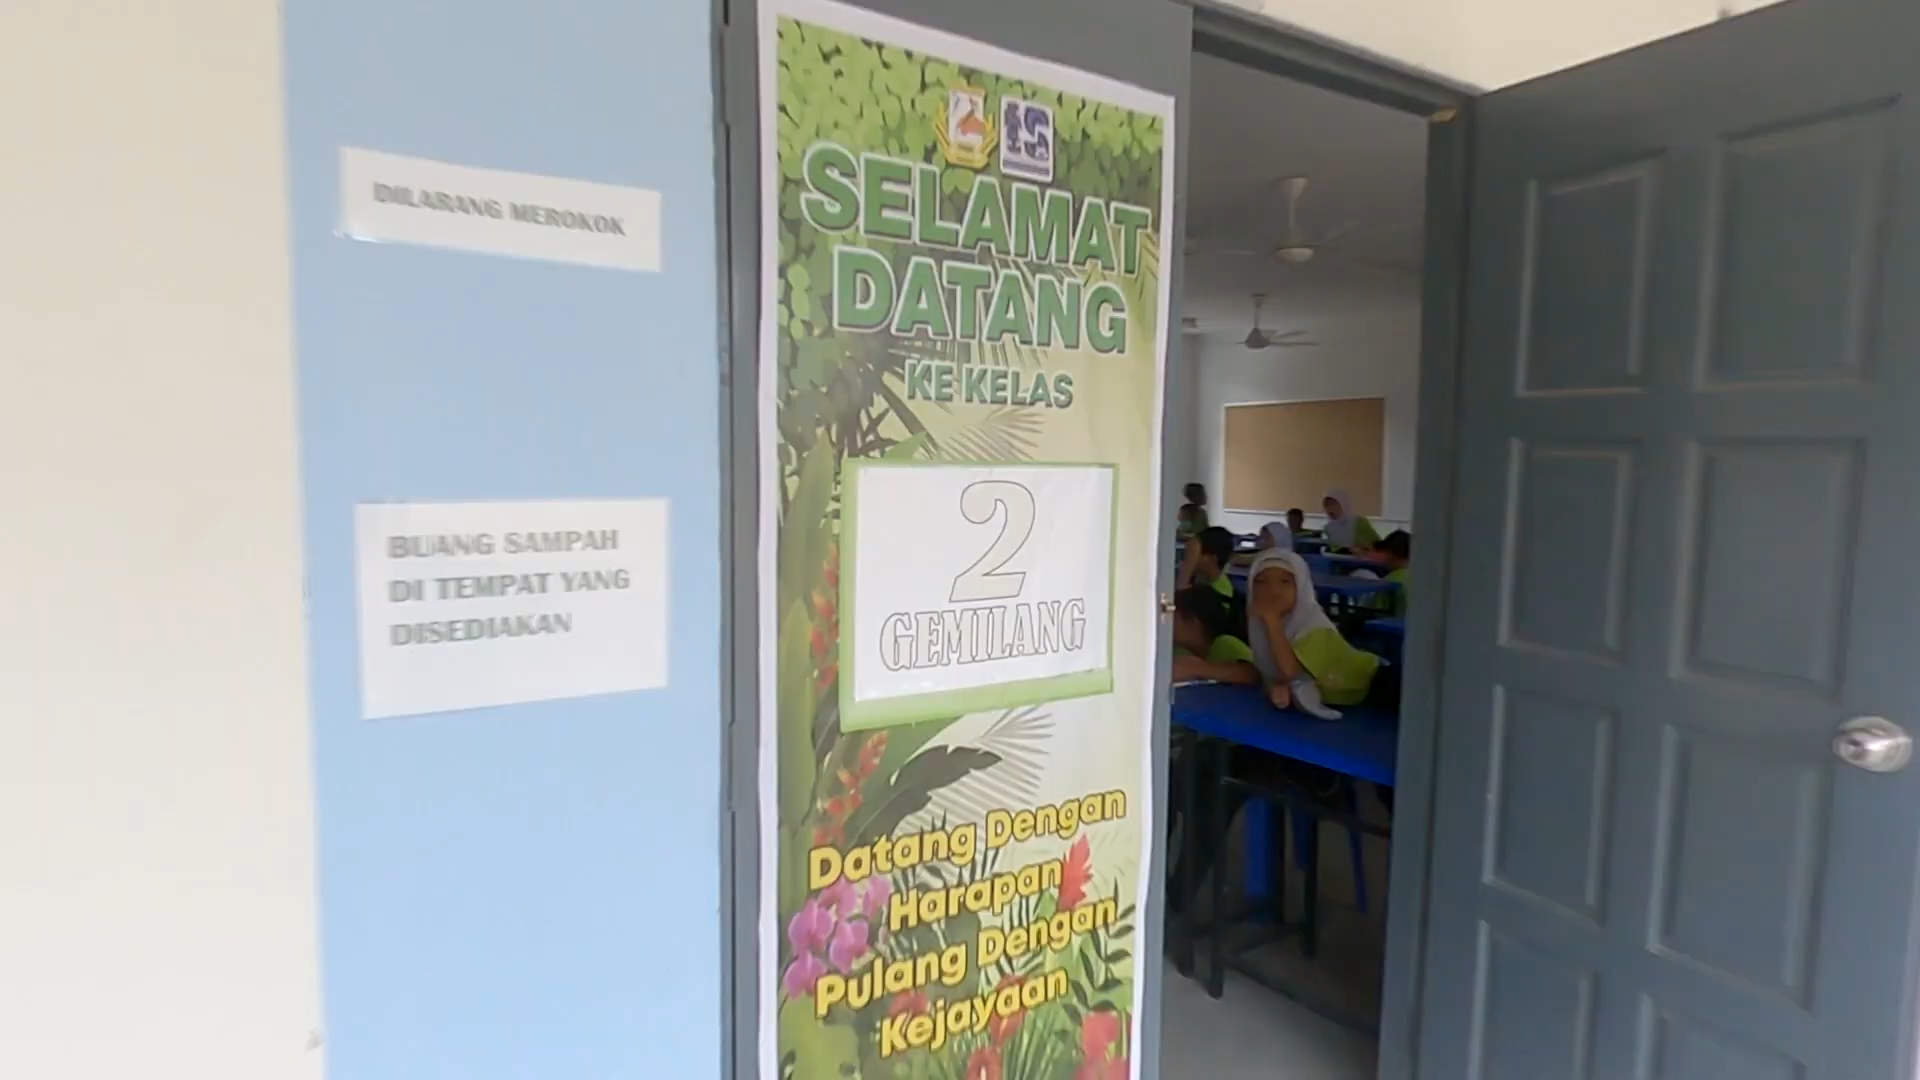 DILARANG MEROKOK
BUANG SAMPAH
DI TEMPAT YANG
DISEDIAKAN
ts
SELAMAT
DATANG
KE KELAS
2
GEMILANG
Datang Dengan
Harapan
Pulang Dengan
Kejayaan